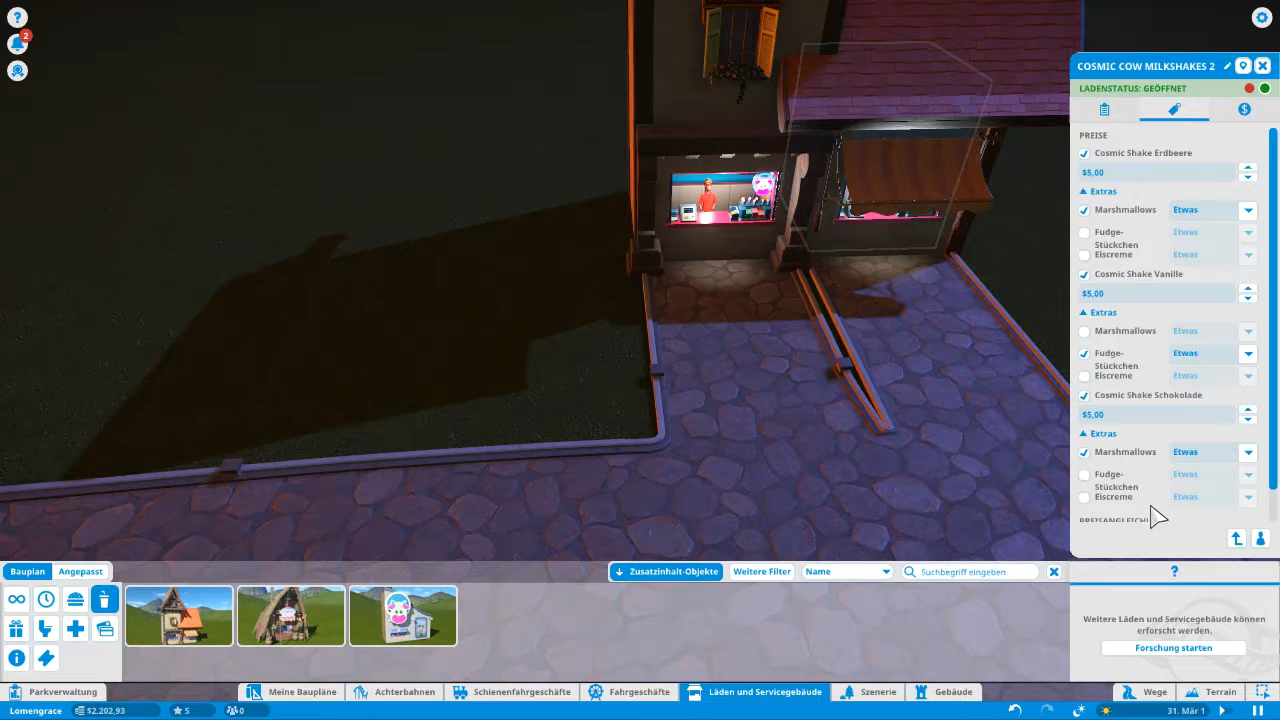 ?
2
COSMIC COW MILKSHAKES 2
LADENSTATUS: GEÖFFNET
$
PREISE
Cosmic Shake Erdbeere
$5,00
Extras
Marshmallows Etwas
Fudge-Stückchen Etwas
Eiscreme Etwas
Cosmic Shake Vanille
$5,00
Extras
Marshmallows Etwas
Fudge-Stückchen Etwas
Eiscreme Etwas
Cosmic Shake Schokolade
$5,00
Extras
Marshmallows Etwas
Fudge-Stückchen Etwas
Eiscreme Etwas
Bauplan Angepasst
Zusatzinhalt-Objekte Weitere Filter Name Suchbegriff eingeben
?
Weitere Läden und Servicegebäude können
erforscht werden.
Forschung starten
Parkverwaltung Meine Baupläne Achterbahnen Schienenfahrgeschäfte Fahrgeschäfte Läden und Servicegebäude Szenerie Gebäude Wege Terrain
Lomengrace $2.202,93 5 0 31. Mär 1